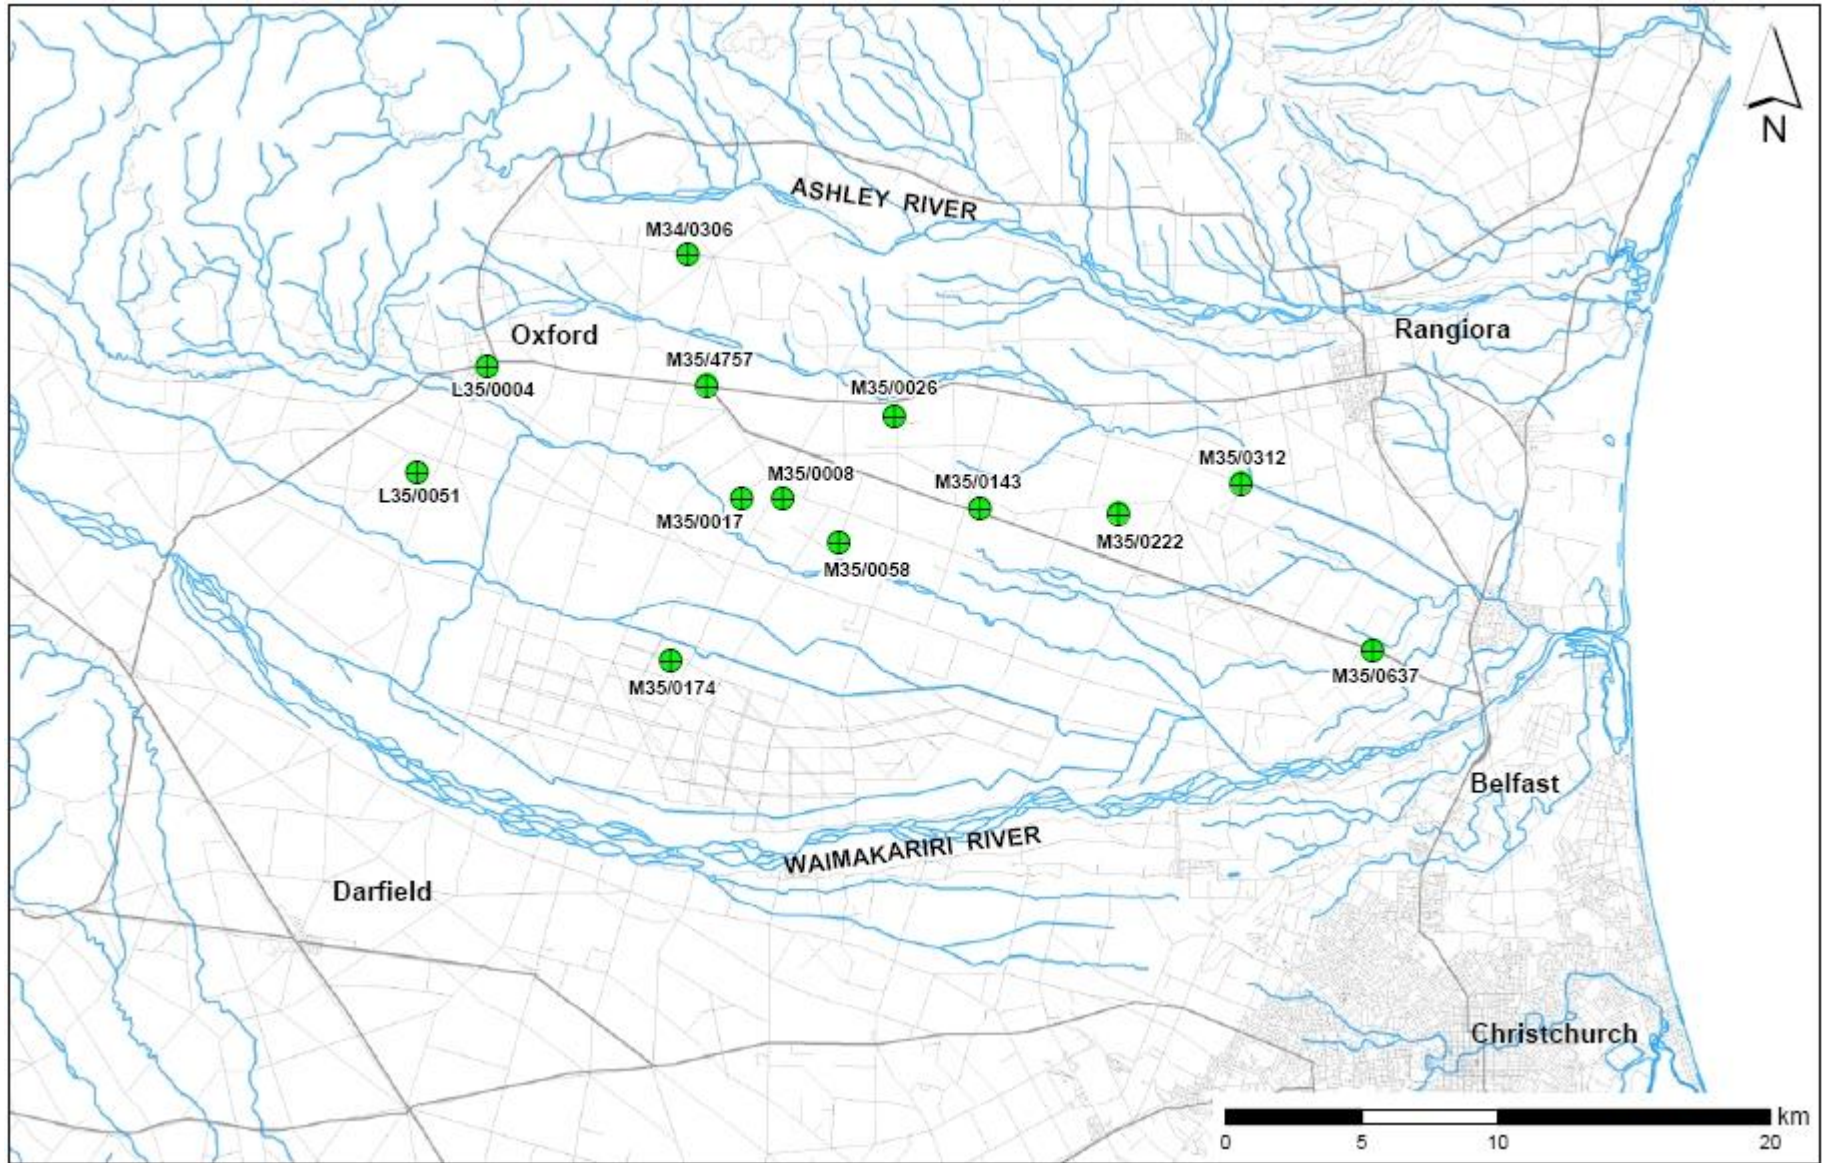 N
ASHLEY RIVER
M34/0306
Oxford
Rangiora
M35/4757
L35/0004
M35/0026
M35/0312
M35/0008
M35/0143
L35/0051
M35/0017
M35/0222
M35/0058
M35/0637
M35/0174
Belfast
WAIMAKARIRI RIVER
Darfield
Christchurch
km
0 5 10 20